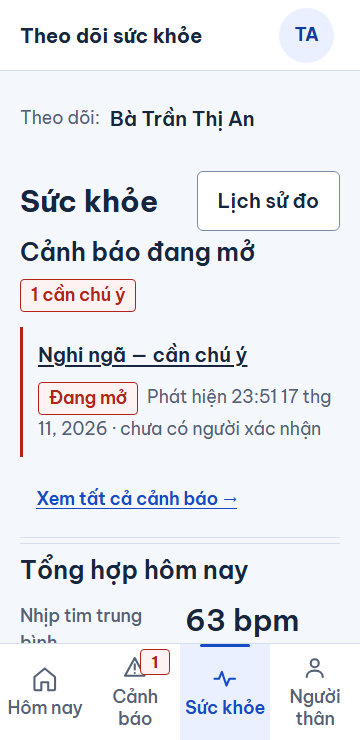 Theo dõi sức khỏe
TA
Theo dõi: Bà Trần Thị An
Sức khỏe
Lịch sử đo
Cảnh báo đang mở
1 cần chú ý
Nghi ngã — cần chú ý
Đang mở Phát hiện 23:51 17 thg
11, 2026 · chưa có người xác nhận
Xem tất cả cảnh báo →
Tổng hợp hôm nay
Nhịp tim trung
bình
63 bpm
Hôm nay
1
Cảnh
báo
Sức khỏe
Người
thân